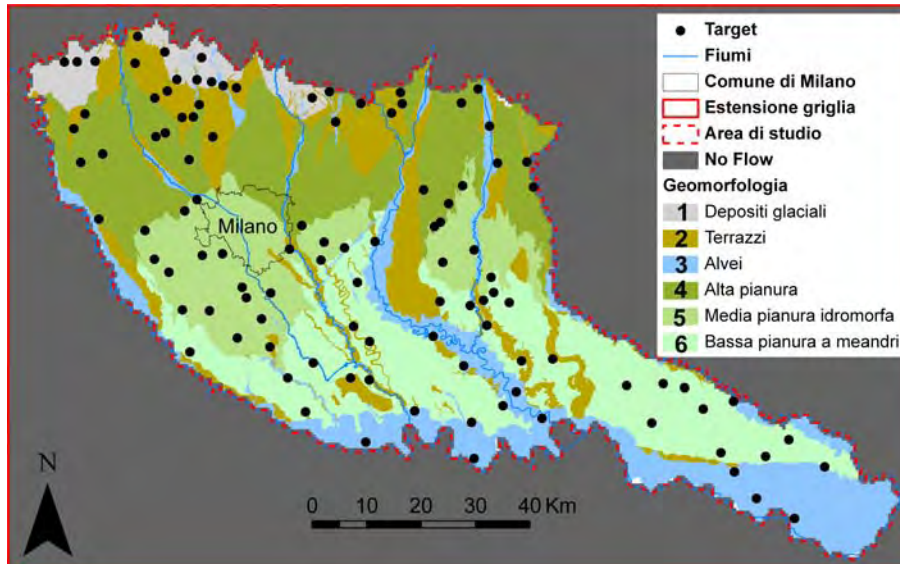 Target
Fiumi
Comune di Milano
Estensione griglia
Area di studio
No Flow
Geomorfologia
1 Depositi glaciali
2 Terrazzi
3 Alvei
4 Alta pianura
5 Media pianura idromorfa
6 Bassa pianura a meandri
Milano
N
0 10 20 30 40 Km